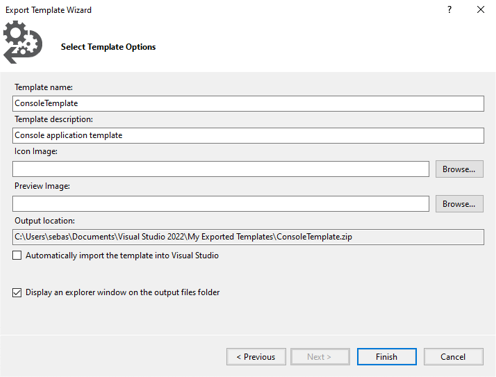 Export Template Wizard
?
Select Template Options
Template name:
ConsoleTemplate
Template description:
Console application template
Icon Image:
Browse...
Preview Image:
Browse...
Output location:
C:\Users\sebas\Documents\Visual Studio 2022\My Exported Templates\ConsoleTemplate.zip
Automatically import the template into Visual Studio
Display an explorer window on the output files folder
< Previous Next > Finish Cancel